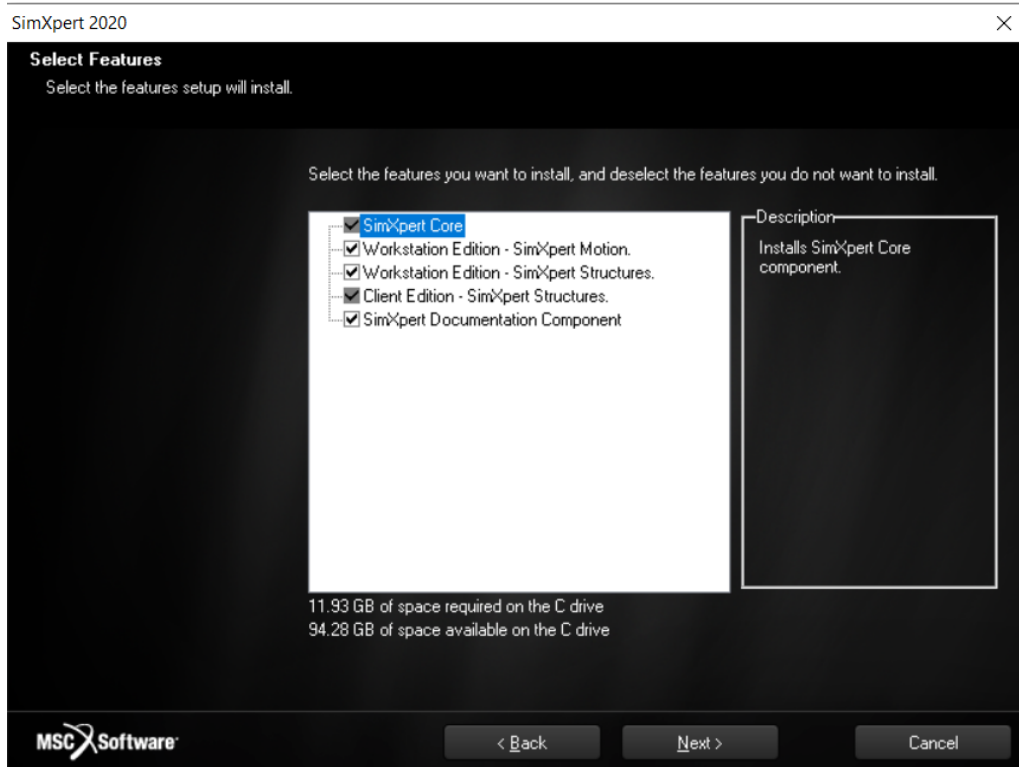 SimXpert 2020
Select Features
Select the features setup will install.
Select the features you want to install, and deselect the features you do not want to install.
SimXpert Core
Workstation Edition - SimXpert Motion.
Workstation Edition - SimXpert Structures.
Client Edition - SimXpert Structures.
SimXpert Documentation Component
Description
Installs SimXpert Core
component.
11.93 GB of space required on the C drive
94.28 GB of space available on the C drive
MSC Software
< Back
Next >
Cancel